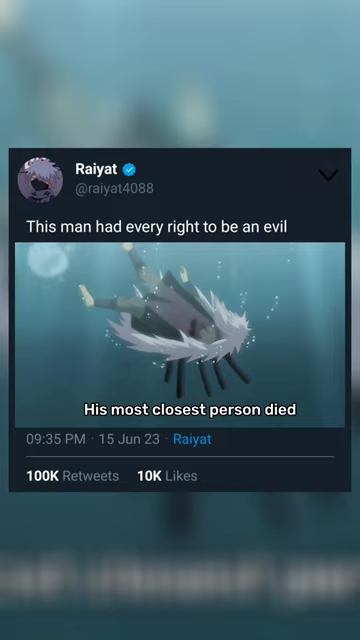 Raiyat
@raiyat4088
This man had every right to be an evil
His most closest person died
09:35 PM · 15 Jun 23 · Raiyat
100K Retweets 10K Likes